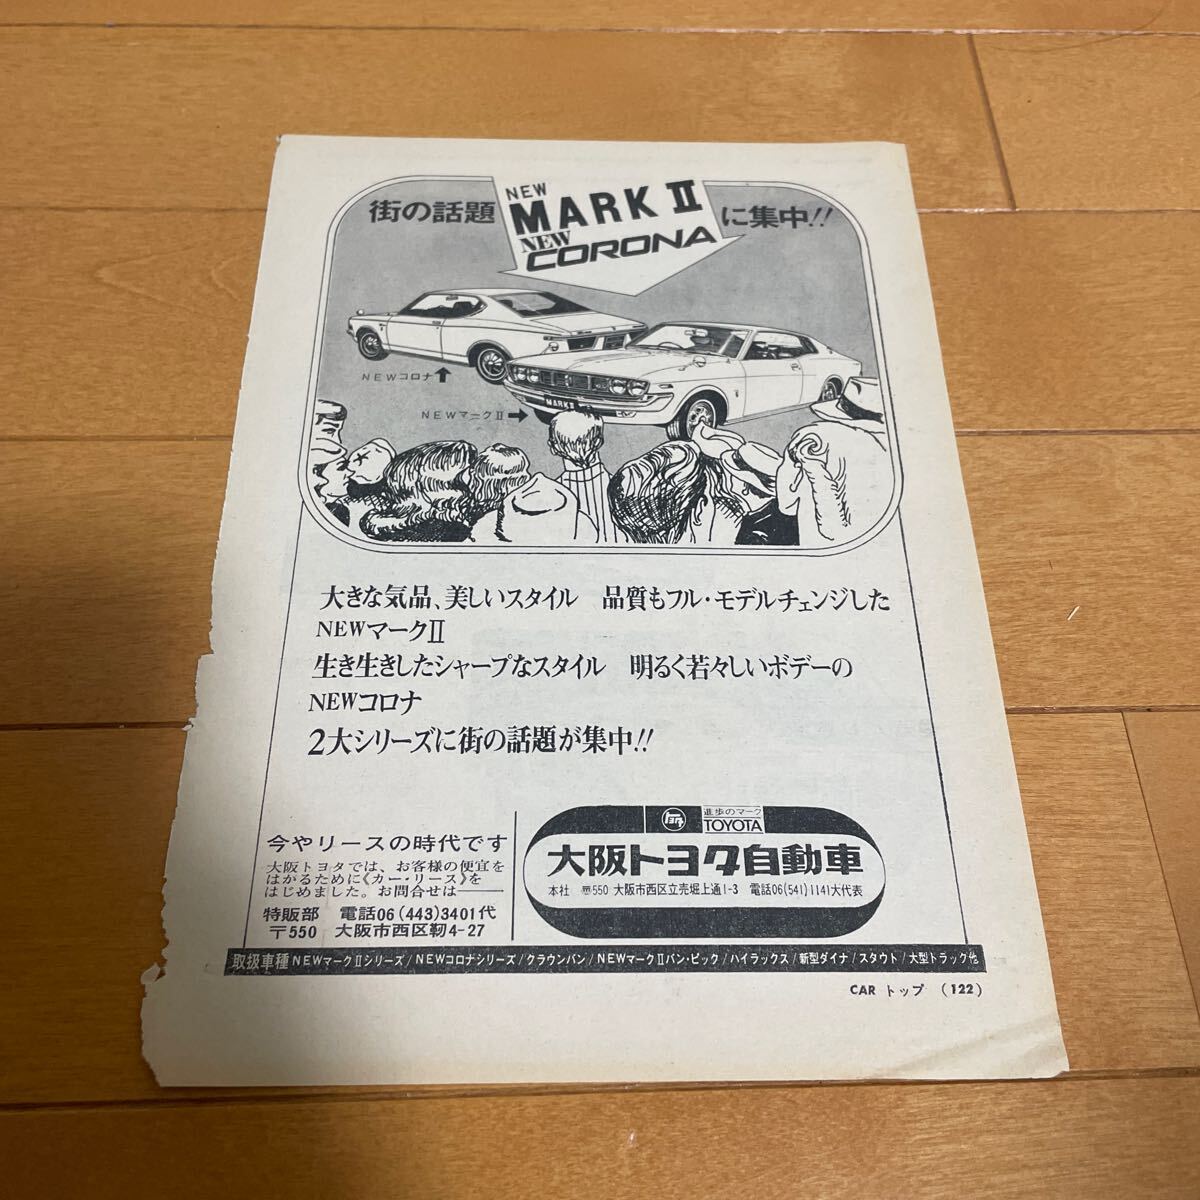 街の話題 NEW MARK II NEW CORONA に集中!!
NEWコロナ
NEWマークII
MARK II
大きな気品、美しいスタイル 品質もフル・モデルチェンジした
NEWマークII
生き生きしたシャープなスタイル 明るく若々しいボデーの
NEWコロナ
2大シリーズに街の話題が集中!!
今やリースの時代です
大阪トヨタでは、お客様の便宜を
はかるために《カー・リース》を
はじめました。お問合せは──
特販部 電話06(443)3401代
〒550 大阪市西区靭4-27
トヨタ 進歩のマーク TOYOTA
大阪トヨタ自動車
本社 〒550 大阪市西区立売堀上通1-3 電話06(541)1141大代表
取扱車種 NEWマークIIシリーズ/NEWコロナシリーズ/クラウンバン/NEWマークIIバン・ピック/ハイラックス/新型ダイナ/スタウト/大型トラック他
CAR トップ (122)